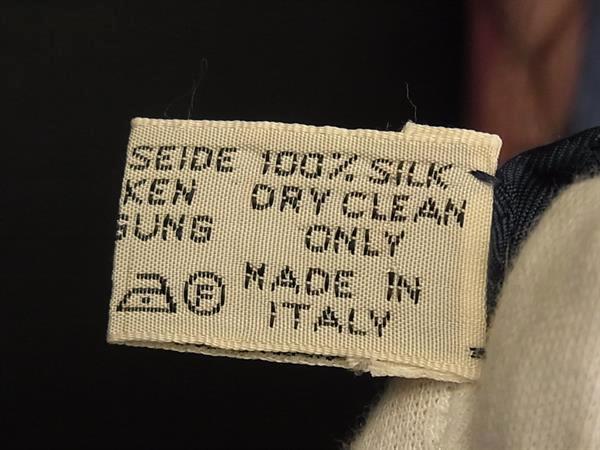 SEIDE 100% SILK
KEN DRY CLEAN
GUNG ONLY
MADE IN
P ITALY